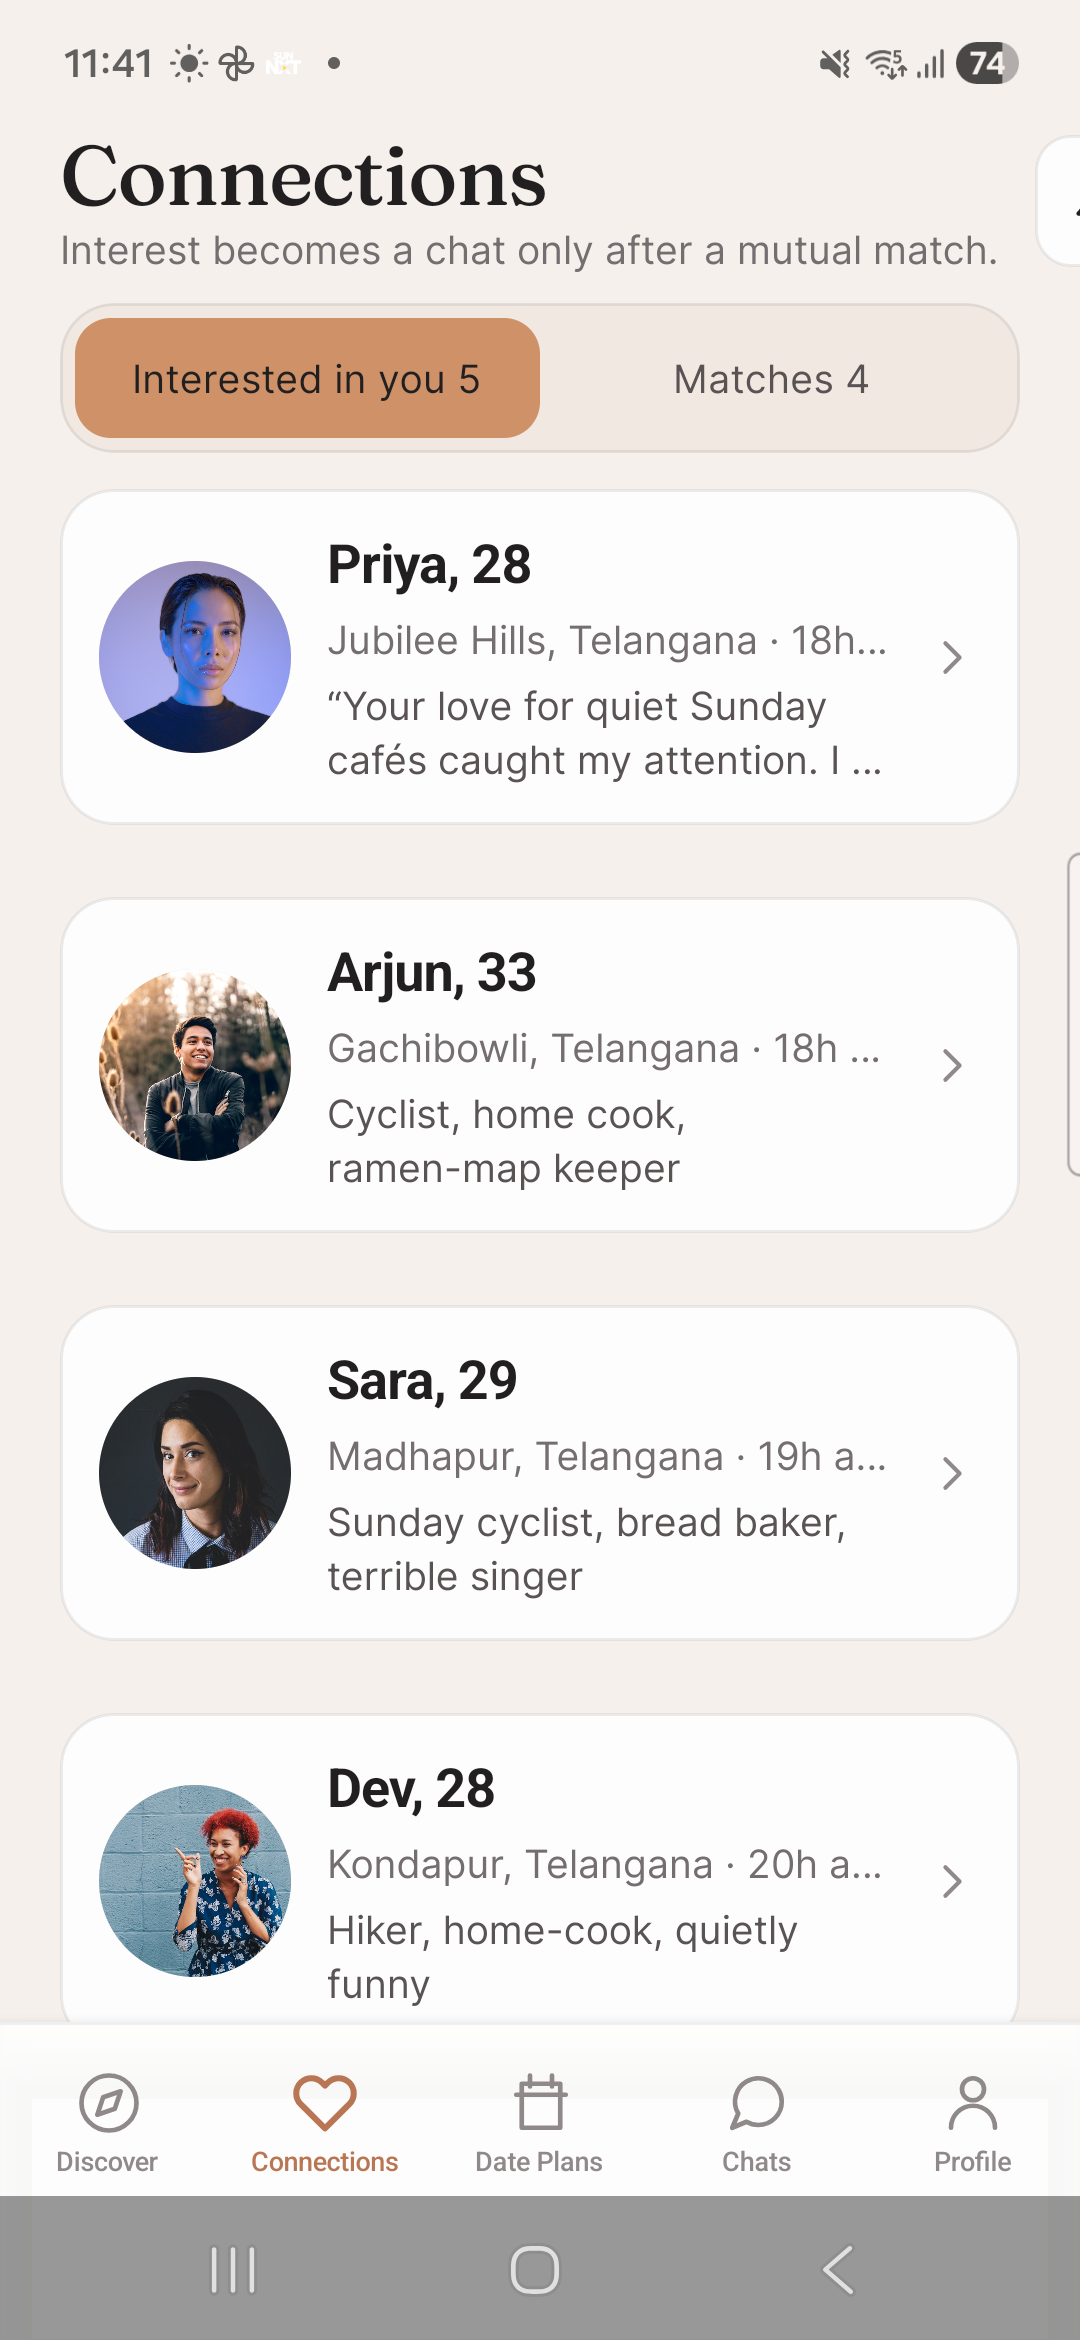 11:41
SUN
NXT
5
74
Connections
Interest becomes a chat only after a mutual match.
Interested in you 5
Matches 4
Priya, 28
Jubilee Hills, Telangana · 18h...
“Your love for quiet Sunday
cafés caught my attention. I ...
Arjun, 33
Gachibowli, Telangana · 18h ...
Cyclist, home cook,
ramen-map keeper
Sara, 29
Madhapur, Telangana · 19h a...
Sunday cyclist, bread baker,
terrible singer
Dev, 28
Kondapur, Telangana · 20h a...
Hiker, home-cook, quietly
funny
Discover
Connections
Date Plans
Chats
Profile